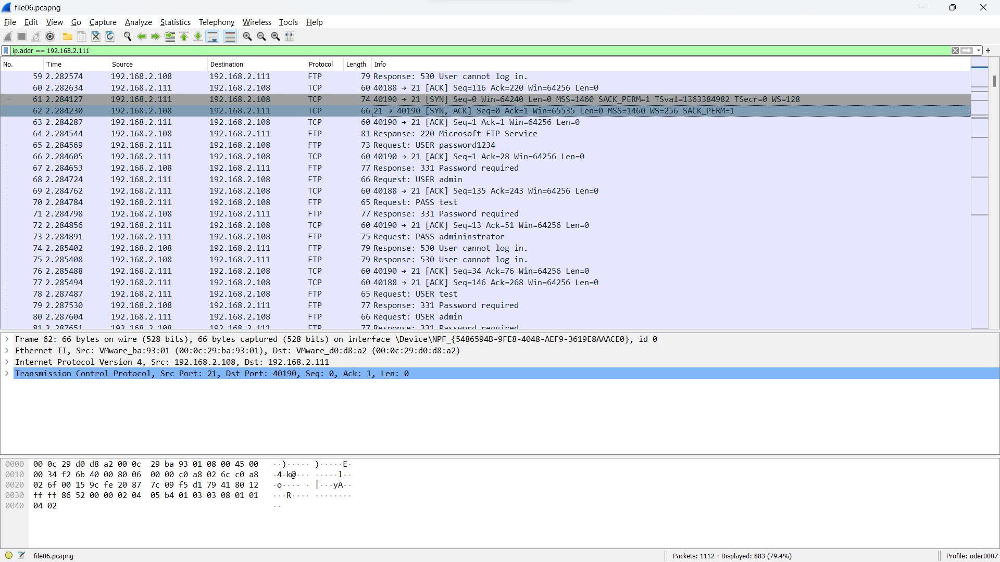 file06.pcapng
File Edit View Go Capture Analyze Statistics Telephony Wireless Tools Help
ip.addr == 192.168.2.111
No. Time Source Destination Protocol Length Info
59 2.282574 192.168.2.108 192.168.2.111 FTP 79 Response: 530 User cannot log in.
60 2.282634 192.168.2.111 192.168.2.108 TCP 60 40188 → 21 [ACK] Seq=116 Ack=220 Win=64256 Len=0
61 2.284127 192.168.2.111 192.168.2.108 TCP 74 40190 → 21 [SYN] Seq=0 Win=64240 Len=0 MSS=1460 SACK_PERM=1 TSval=1363384982 TSecr=0 WS=128
62 2.284230 192.168.2.108 192.168.2.111 TCP 66 21 → 40190 [SYN, ACK] Seq=0 Ack=1 Win=65535 Len=0 MSS=1460 WS=256 SACK_PERM=1
63 2.284287 192.168.2.111 192.168.2.108 TCP 60 40190 → 21 [ACK] Seq=1 Ack=1 Win=64256 Len=0
64 2.284544 192.168.2.108 192.168.2.111 FTP 81 Response: 220 Microsoft FTP Service
65 2.284569 192.168.2.111 192.168.2.108 FTP 73 Request: USER password1234
66 2.284605 192.168.2.111 192.168.2.108 TCP 60 40190 → 21 [ACK] Seq=1 Ack=28 Win=64256 Len=0
67 2.284653 192.168.2.108 192.168.2.111 FTP 77 Response: 331 Password required
68 2.284724 192.168.2.111 192.168.2.108 FTP 66 Request: USER admin
69 2.284762 192.168.2.111 192.168.2.108 TCP 60 40188 → 21 [ACK] Seq=135 Ack=243 Win=64256 Len=0
70 2.284784 192.168.2.111 192.168.2.108 FTP 65 Request: PASS test
71 2.284798 192.168.2.108 192.168.2.111 FTP 77 Response: 331 Password required
72 2.284856 192.168.2.111 192.168.2.108 TCP 60 40190 → 21 [ACK] Seq=13 Ack=51 Win=64256 Len=0
73 2.284891 192.168.2.111 192.168.2.108 FTP 75 Request: PASS admininstrator
74 2.285402 192.168.2.108 192.168.2.111 FTP 79 Response: 530 User cannot log in.
75 2.285408 192.168.2.108 192.168.2.111 FTP 79 Response: 530 User cannot log in.
76 2.285488 192.168.2.111 192.168.2.108 TCP 60 40190 → 21 [ACK] Seq=34 Ack=76 Win=64256 Len=0
77 2.285494 192.168.2.111 192.168.2.108 TCP 60 40188 → 21 [ACK] Seq=146 Ack=268 Win=64256 Len=0
78 2.287487 192.168.2.111 192.168.2.108 FTP 65 Request: USER test
79 2.287530 192.168.2.108 192.168.2.111 FTP 77 Response: 331 Password required
80 2.287604 192.168.2.111 192.168.2.108 FTP 66 Request: USER admin
81 2.287651 192.168.2.108 192.168.2.111 FTP 77 Response: 331 Password required
Frame 62: 66 bytes on wire (528 bits), 66 bytes captured (528 bits) on interface \Device\NPF_{5486594B-9FE8-4048-AEF9-3619E8AAACE0}, id 0
Ethernet II, Src: VMware_ba:93:01 (00:0c:29:ba:93:01), Dst: VMware_d0:d8:a2 (00:0c:29:d0:d8:a2)
Internet Protocol Version 4, Src: 192.168.2.108, Dst: 192.168.2.111
Transmission Control Protocol, Src Port: 21, Dst Port: 40190, Seq: 0, Ack: 1, Len: 0
0000 00 0c 29 d0 d8 a2 00 0c 29 ba 93 01 08 00 45 00 ··)····· )·····E·
0010 00 34 f2 6b 40 00 80 06 00 00 c0 a8 02 6c c0 a8 ·4·k@··· ·····l··
0020 02 6f 00 15 9c fe 20 87 7c 09 f5 d1 79 41 80 12 ·o···· · |···yA··
0030 ff ff 86 52 00 00 02 04 05 b4 01 03 03 08 01 01 ···R···· ········
0040 04 02 ··
file06.pcapng Packets: 1112 · Displayed: 883 (79.4%) Profile: oder0007